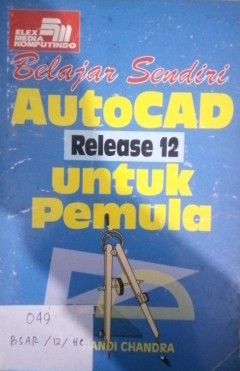 ELEX
MEDIA
KOMPUTINDO
Belajar Sendiri
AutoCAD
Release 12
untuk
Pemula
049
ANDI CHANDRA